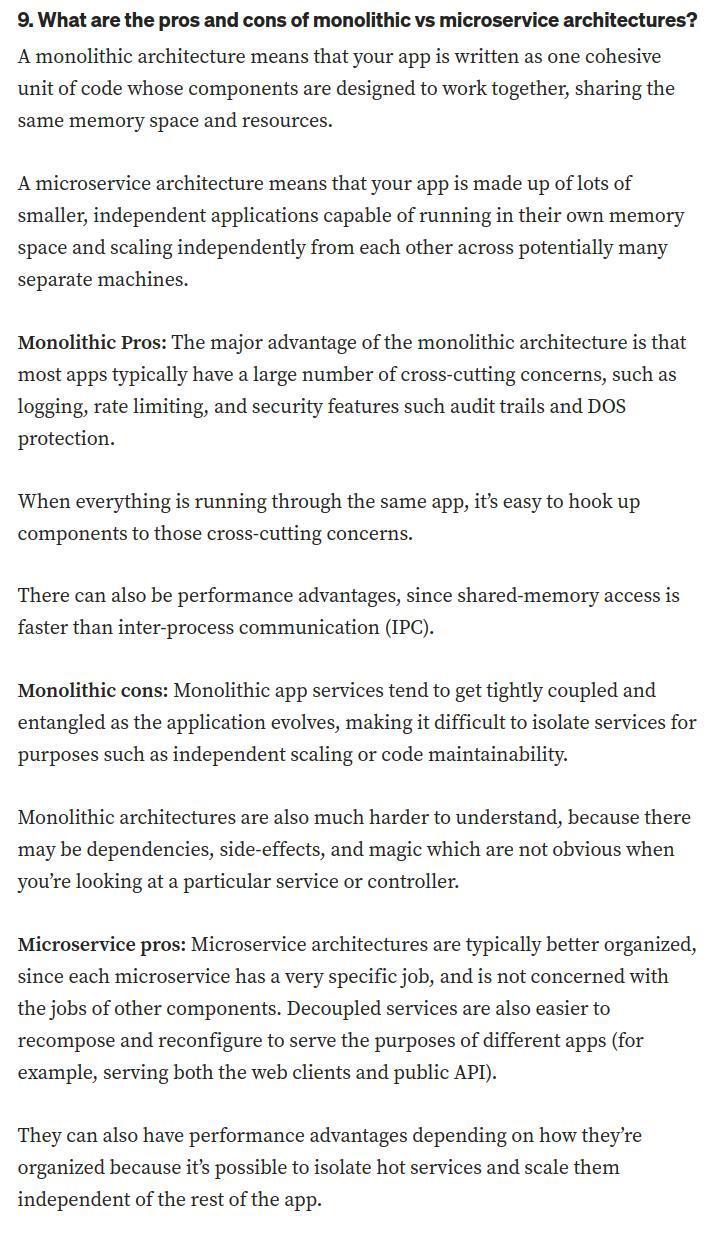 9. What are the pros and cons of monolithic vs microservice architectures?
A monolithic architecture means that your app is written as one cohesive
unit of code whose components are designed to work together, sharing the
same memory space and resources.
A microservice architecture means that your app is made up of lots of
smaller, independent applications capable of running in their own memory
space and scaling independently from each other across potentially many
separate machines.
Monolithic Pros: The major advantage of the monolithic architecture is that
most apps typically have a large number of cross-cutting concerns, such as
logging, rate limiting, and security features such audit trails and DOS
protection.
When everything is running through the same app, it’s easy to hook up
components to those cross-cutting concerns.
There can also be performance advantages, since shared-memory access is
faster than inter-process communication (IPC).
Monolithic cons: Monolithic app services tend to get tightly coupled and
entangled as the application evolves, making it difficult to isolate services for
purposes such as independent scaling or code maintainability.
Monolithic architectures are also much harder to understand, because there
may be dependencies, side-effects, and magic which are not obvious when
you’re looking at a particular service or controller.
Microservice pros: Microservice architectures are typically better organized,
since each microservice has a very specific job, and is not concerned with
the jobs of other components. Decoupled services are also easier to
recompose and reconfigure to serve the purposes of different apps (for
example, serving both the web clients and public API).
They can also have performance advantages depending on how they’re
organized because it’s possible to isolate hot services and scale them
independent of the rest of the app.